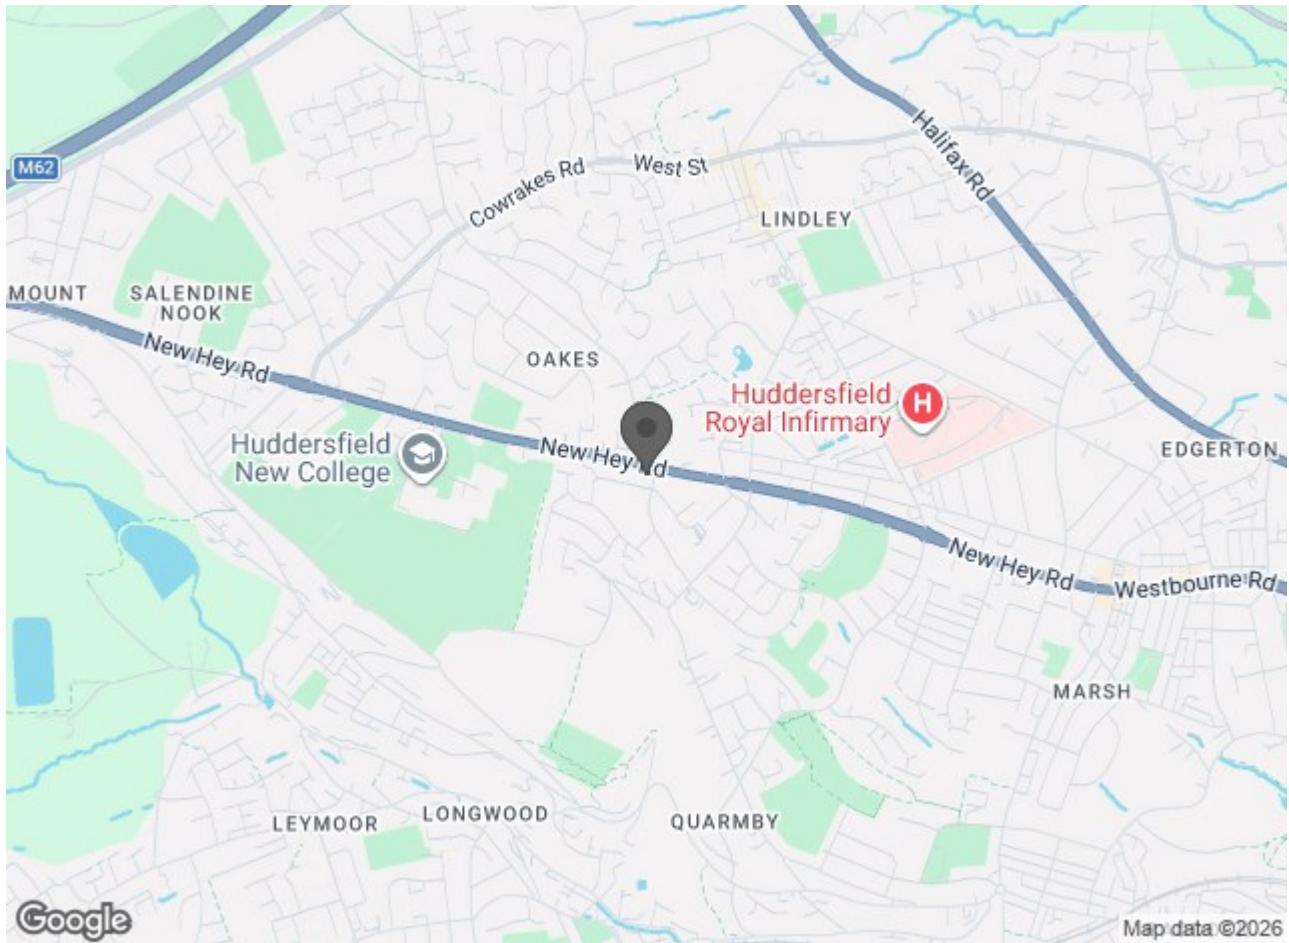 Halifax Rd
M62
Cowrakes Rd
West St
LINDLEY
MOUNT
SALENDINE
NOOK
New Hey Rd
OAKES
Huddersfield
Royal Infirmary
H
Huddersfield
New College
New Hey Rd
EDGERTON
New Hey Rd
Westbourne Rd
MARSH
LEYMOOR
LONGWOOD
QUARMBY
Google
Map data ©2026